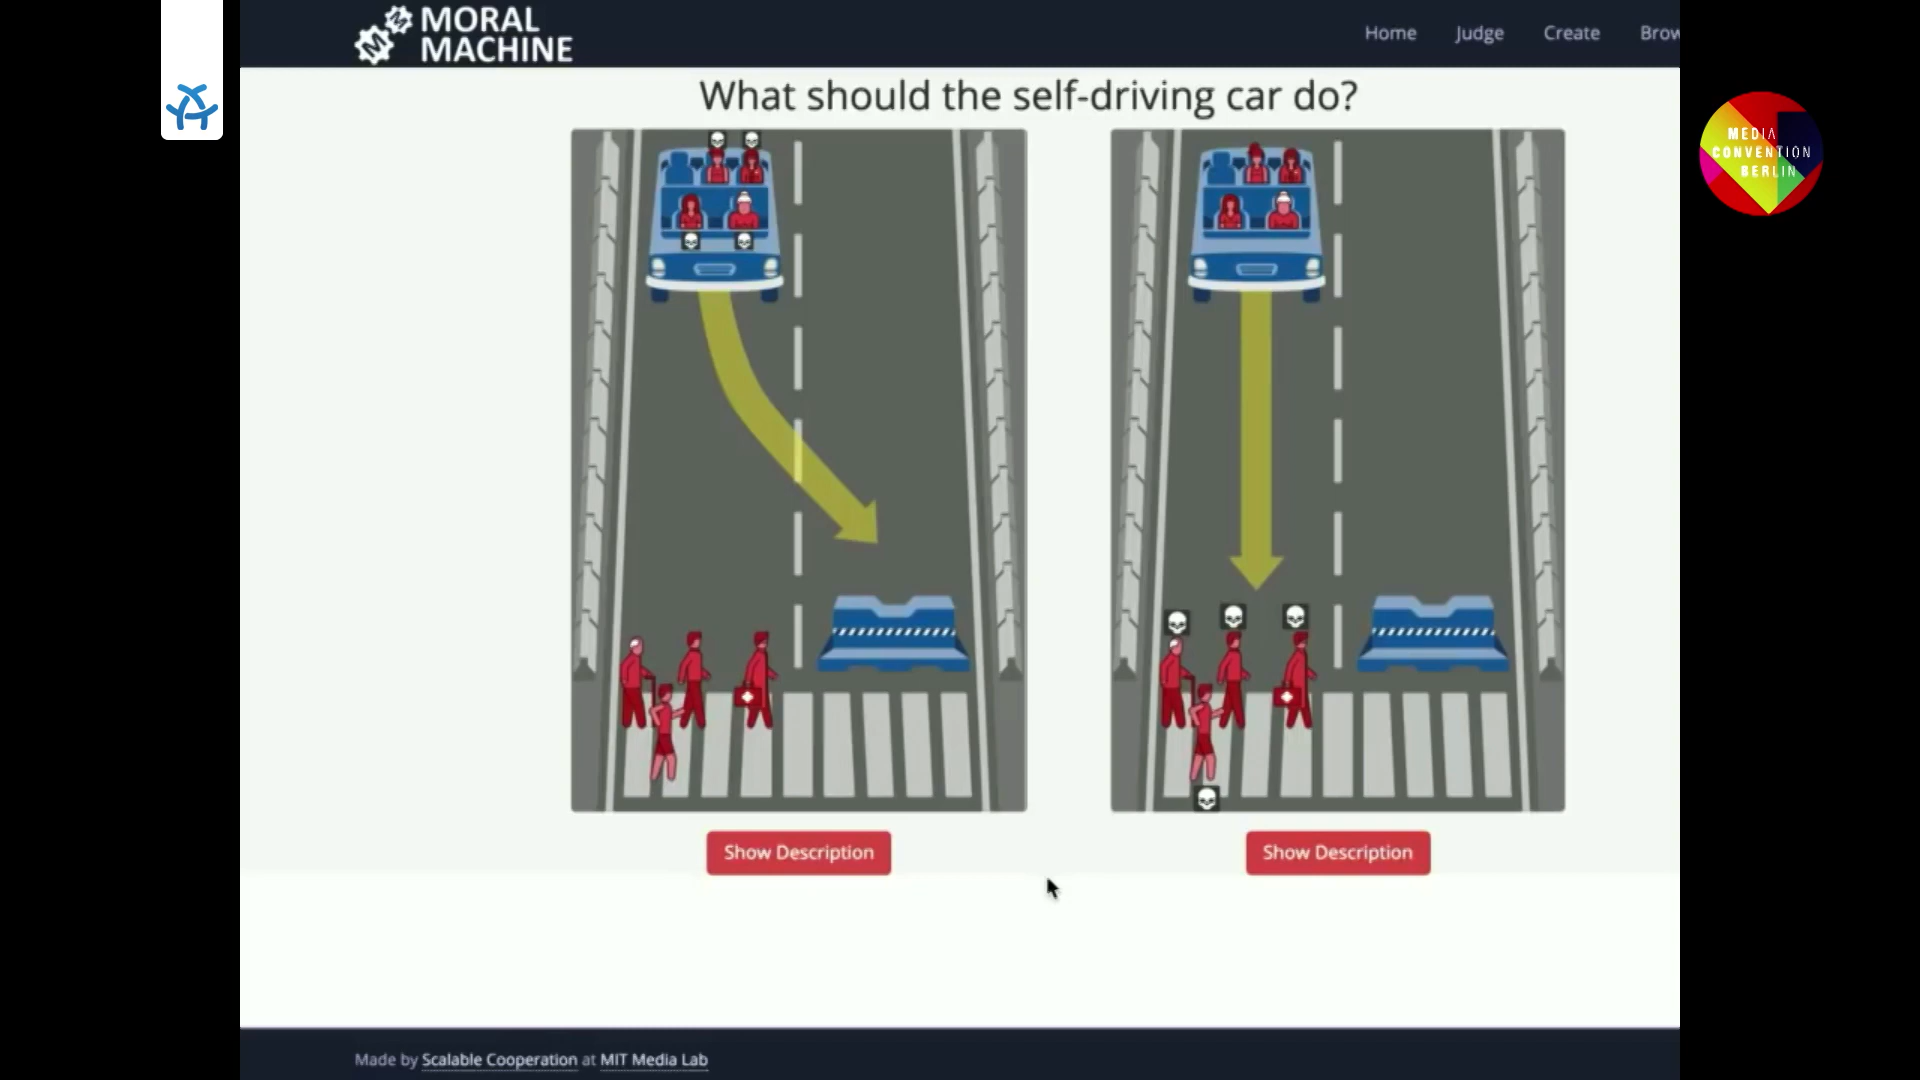 MORAL
MACHINE
Home
Judge
Create
Brow
What should the self-driving car do?
MEDIA
CONVENTION
BERLIN
Show Description
Show Description
Made by Scalable Cooperation at MIT Media Lab